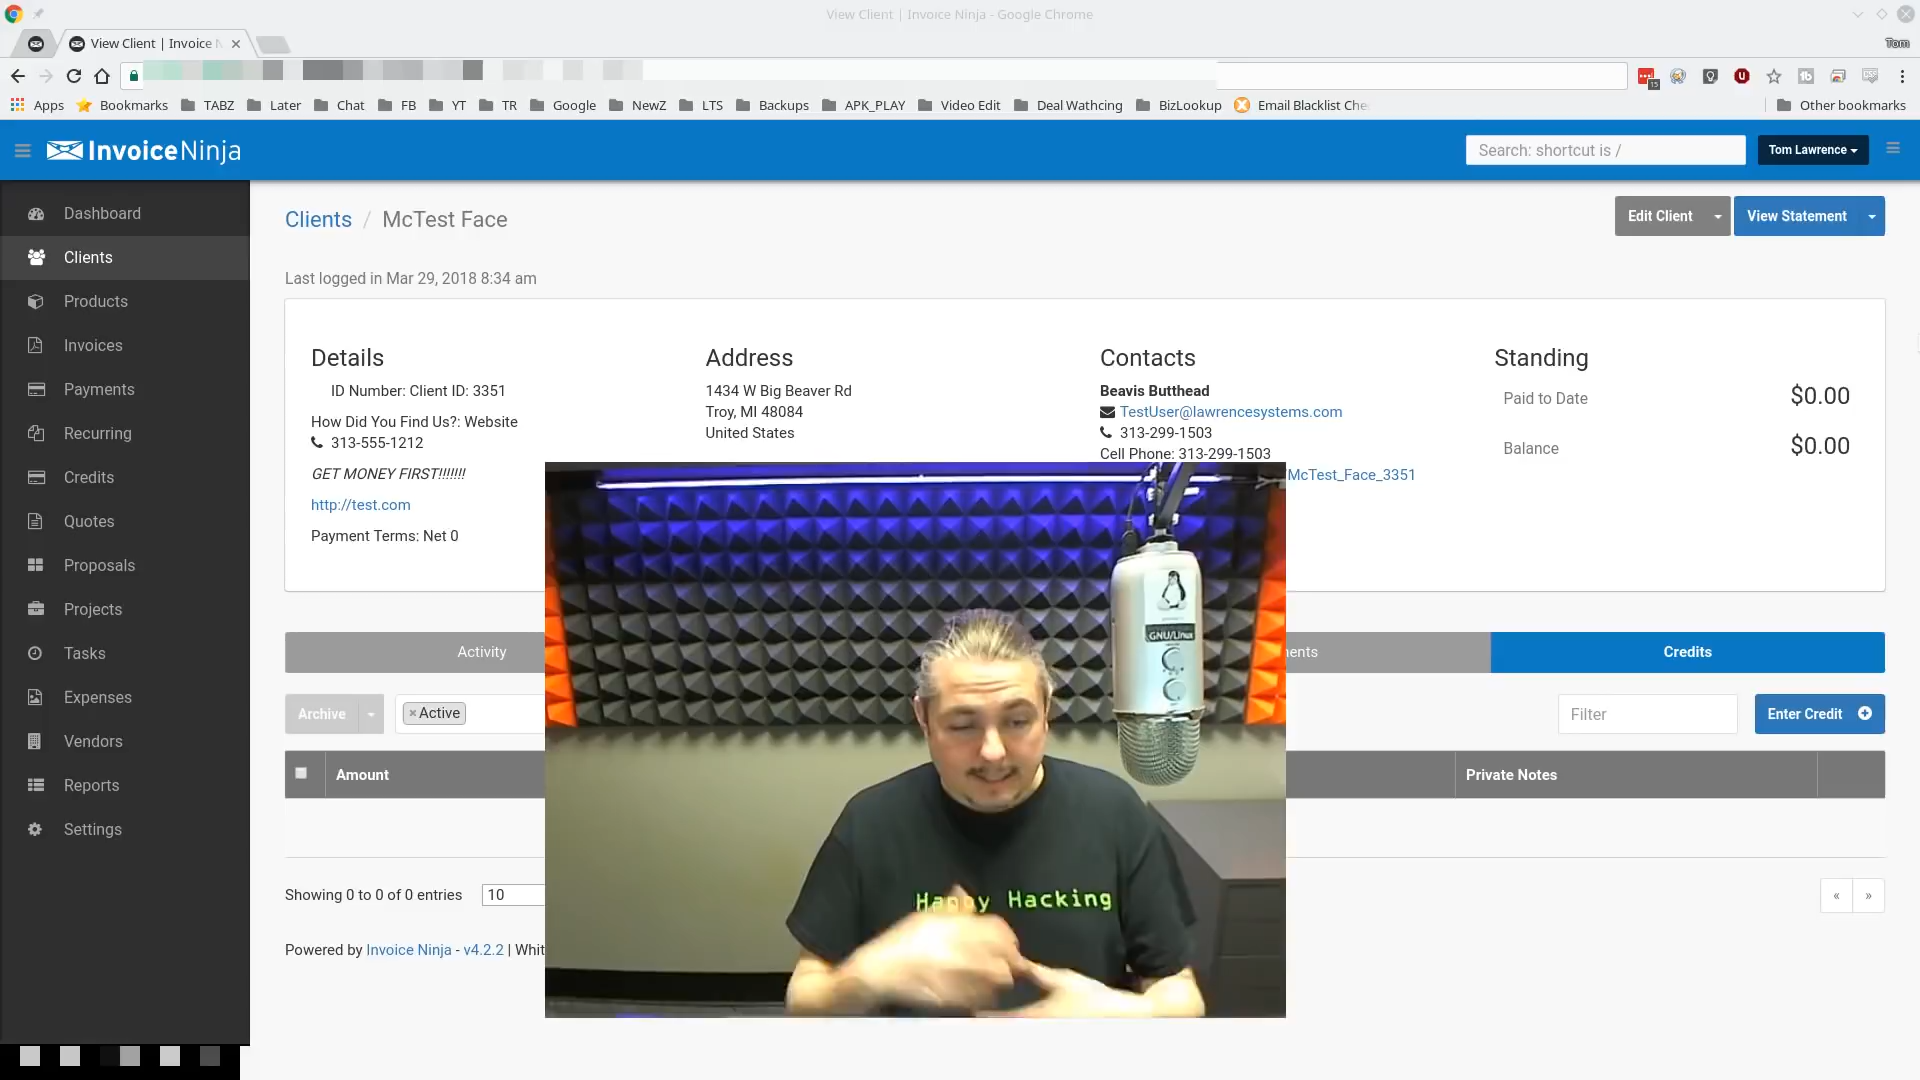 View Client | Invoice Ninja - Google Chrome
View Client | Invoice N
Tom
Apps
Bookmarks
TABZ
Later
Chat
FB
YT
TR
Google
NewZ
LTS
Backups
APK_PLAY
Video Edit
Deal Wathcing
BizLookup
Email Blacklist Che
Other bookmarks
InvoiceNinja
Search: shortcut is /
Tom Lawrence
Dashboard
Clients
Products
Invoices
Payments
Recurring
Credits
Quotes
Proposals
Projects
Tasks
Expenses
Vendors
Reports
Settings
Clients / McTest Face
Edit Client
View Statement
Last logged in Mar 29, 2018 8:34 am
Details
ID Number: Client ID: 3351
How Did You Find Us?: Website
313-555-1212
GET MONEY FIRST!!!!!!!
http://test.com
Payment Terms: Net 0
Address
1434 W Big Beaver Rd
Troy, MI 48084
United States
Contacts
Beavis Butthead
TestUser@lawrencesystems.com
313-299-1503
Cell Phone: 313-299-1503
/McTest_Face_3351
Standing
Paid to Date $0.00
Balance $0.00
GNU/Linux
Happy Hacking
Activity
ents
Credits
Archive
× Active
Filter
Enter Credit
Amount
Private Notes
Showing 0 to 0 of 0 entries
10
« »
Powered by Invoice Ninja - v4.2.2 | Whit